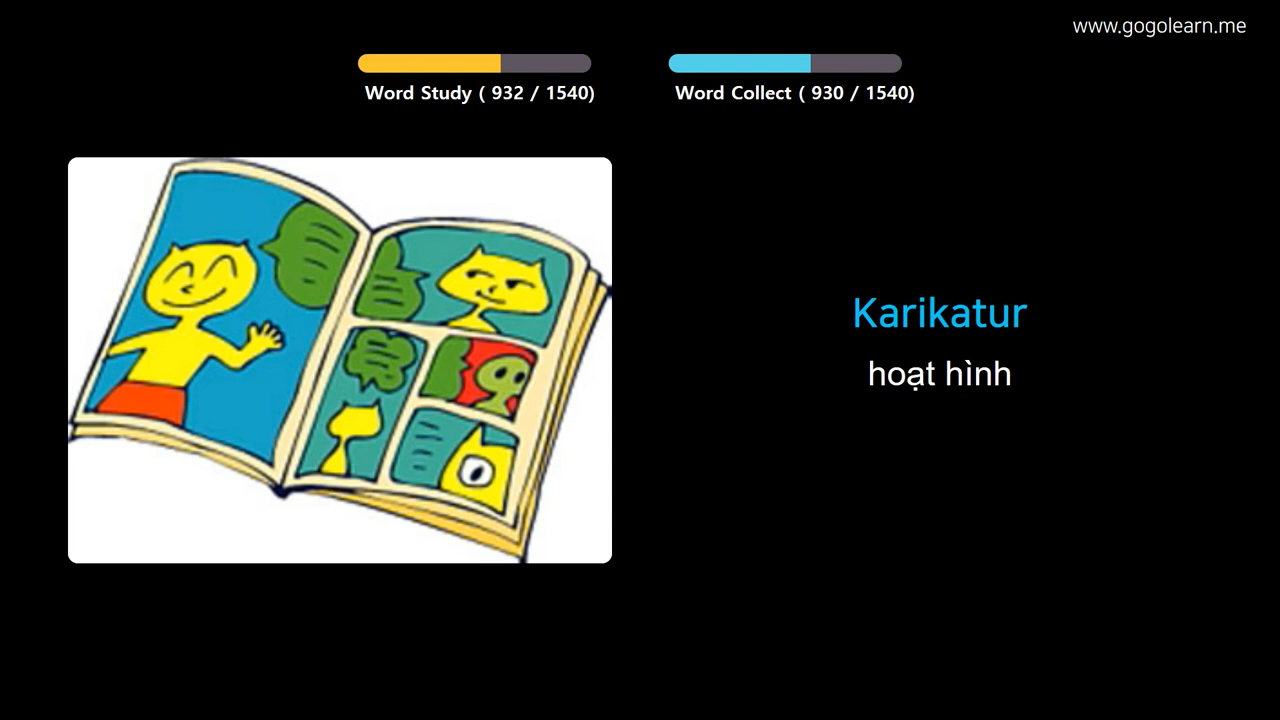 www.gogolearn.me
Word Study ( 932 / 1540)
Word Collect ( 930 / 1540)
Karikatur
hoạt hình